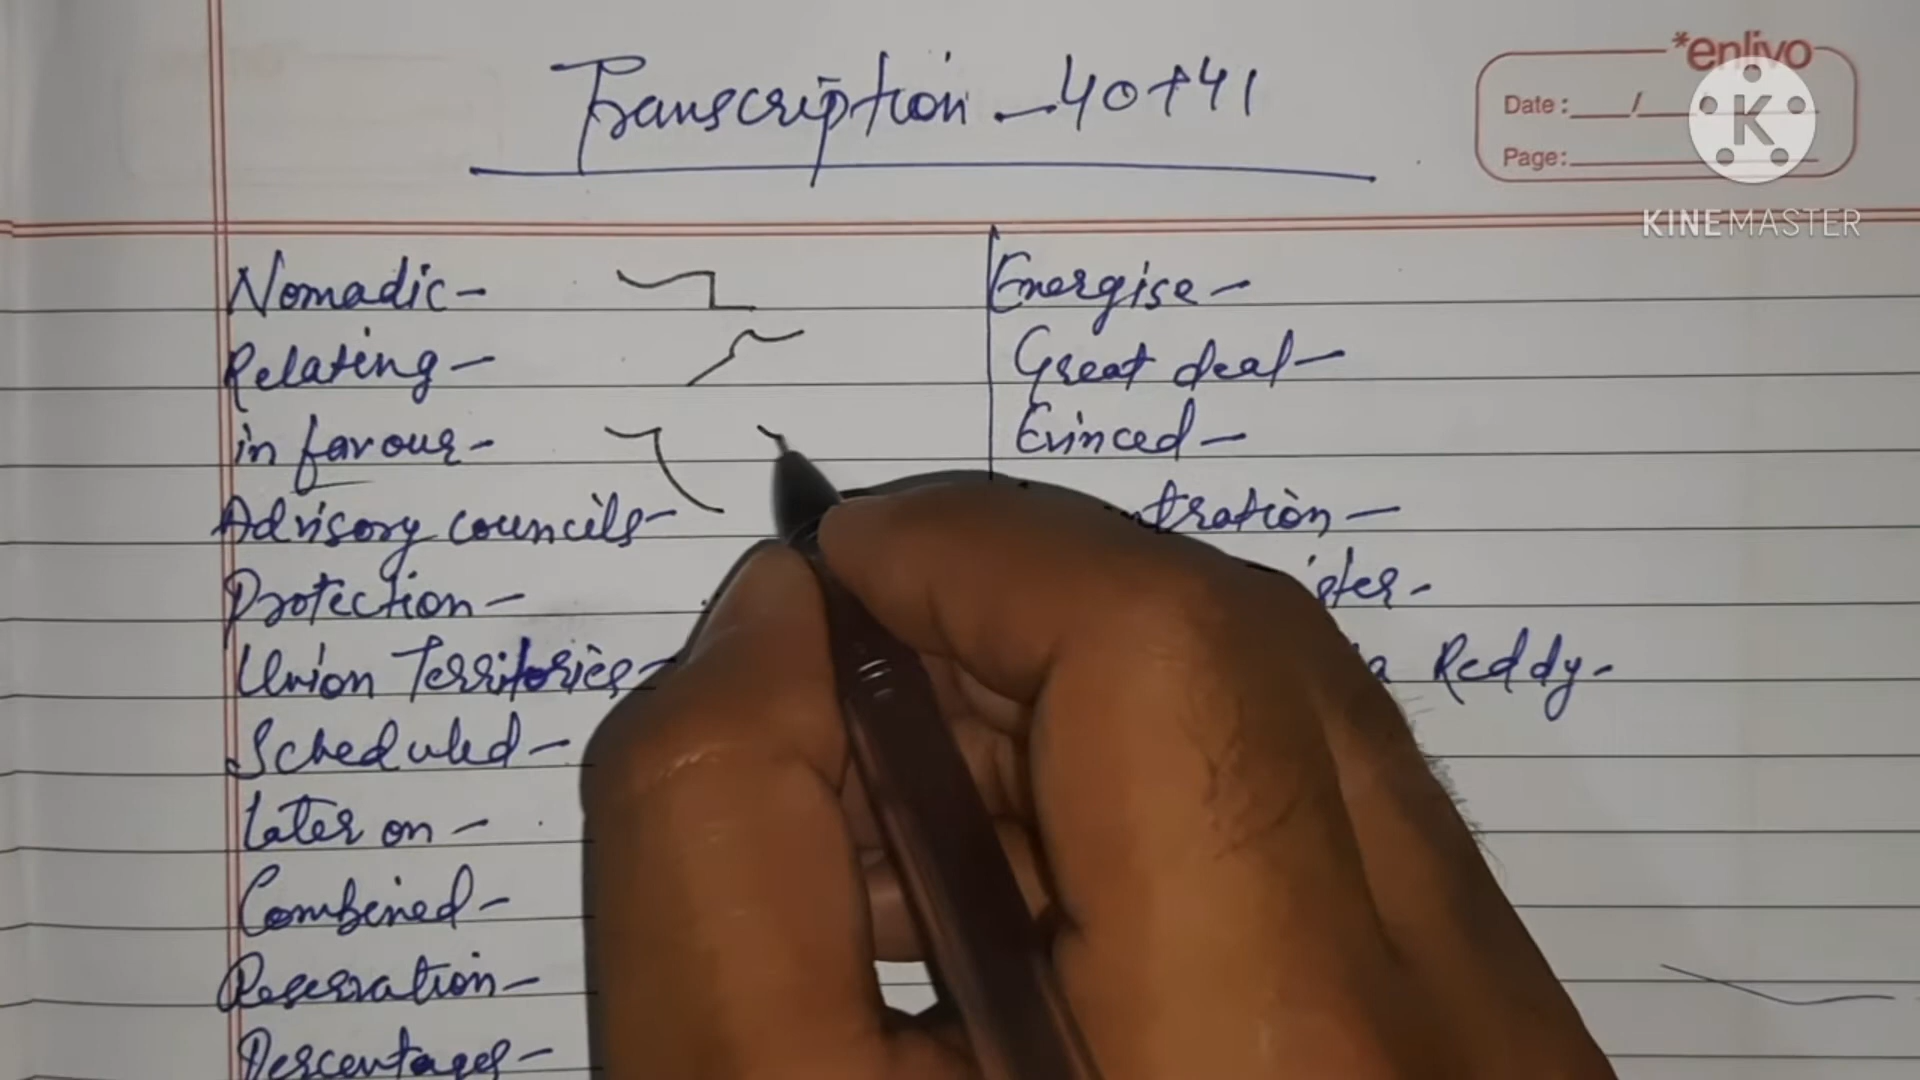 Transcription - 40+41
*enlivo
Date: /
Page:
K
KINEMASTER
Nomadic -
Relating -
in favour -
Advisory councils -
Protection -
Union Territories -
Scheduled -
Later on -
Combined -
Reservation -
Percentages -
Energise -
Great deal -
Evinced -
Reddy -